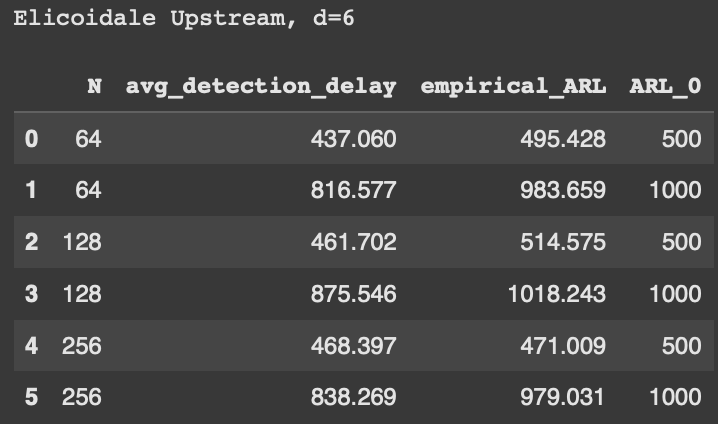 Elicoidale Upstream, d=6
N avg_detection_delay empirical_ARL ARL_0
0 64 437.060 495.428 500
1 64 816.577 983.659 1000
2 128 461.702 514.575 500
3 128 875.546 1018.243 1000
4 256 468.397 471.009 500
5 256 838.269 979.031 1000